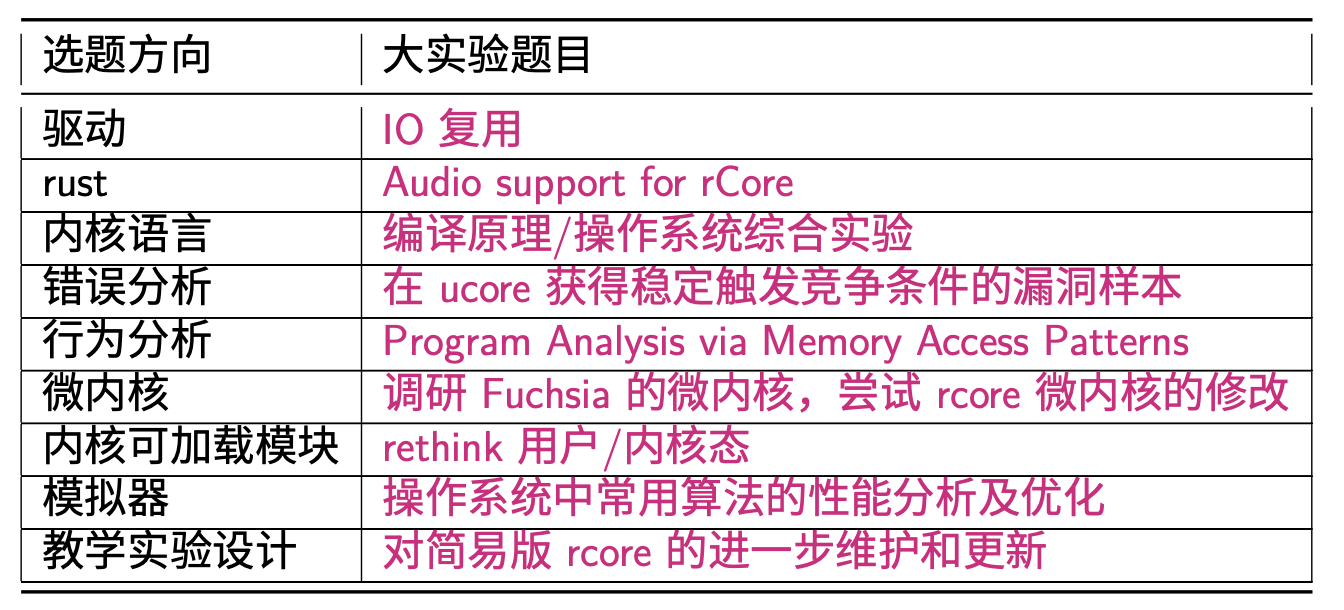 选题方向 大实验题目
驱动 IO 复用
rust Audio support for rCore
内核语言 编译原理/操作系统综合实验
错误分析 在 ucore 获得稳定触发竞争条件的漏洞样本
行为分析 Program Analysis via Memory Access Patterns
微内核 调研 Fuchsia 的微内核，尝试 rcore 微内核的修改
内核可加载模块 rethink 用户/内核态
模拟器 操作系统中常用算法的性能分析及优化
教学实验设计 对简易版 rcore 的进一步维护和更新